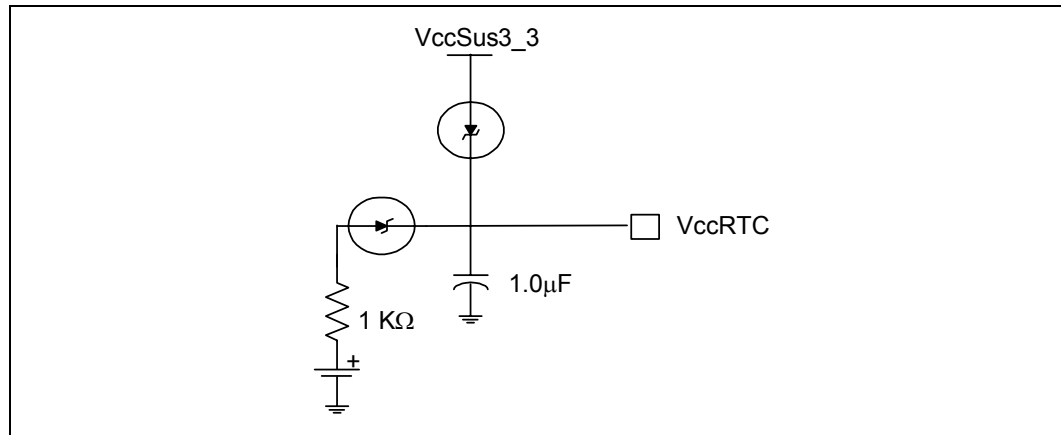 VccSus3_3
VccRTC
1.0μF
1 KΩ
+